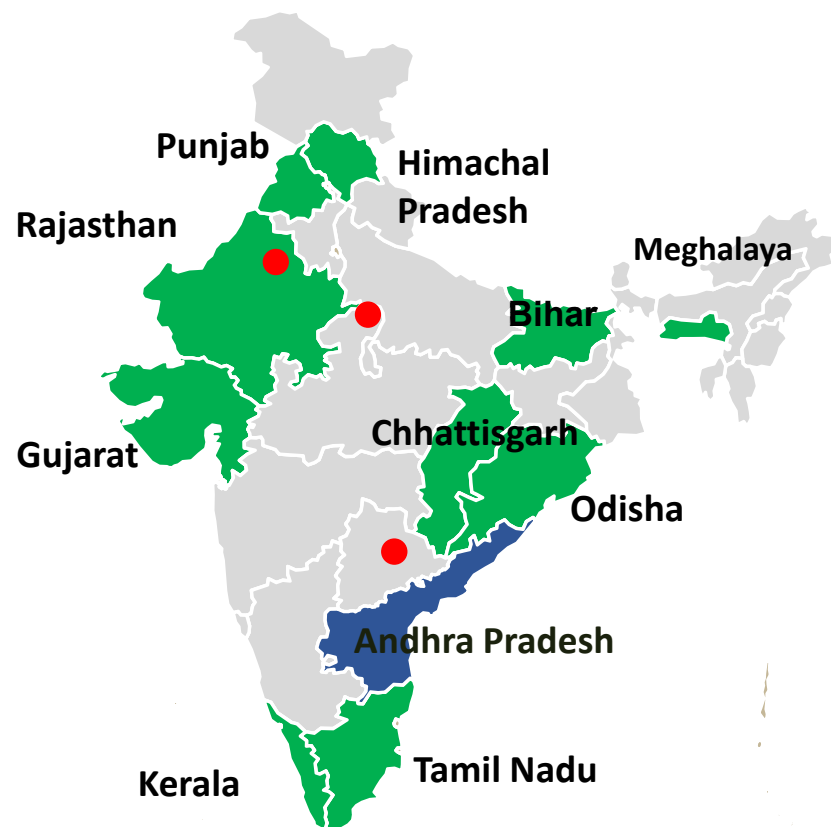 Punjab
Himachal
Pradesh
Rajasthan
Meghalaya
Bihar
Chhattisgarh
Gujarat
Odisha
Andhra Pradesh
Tamil Nadu
Kerala